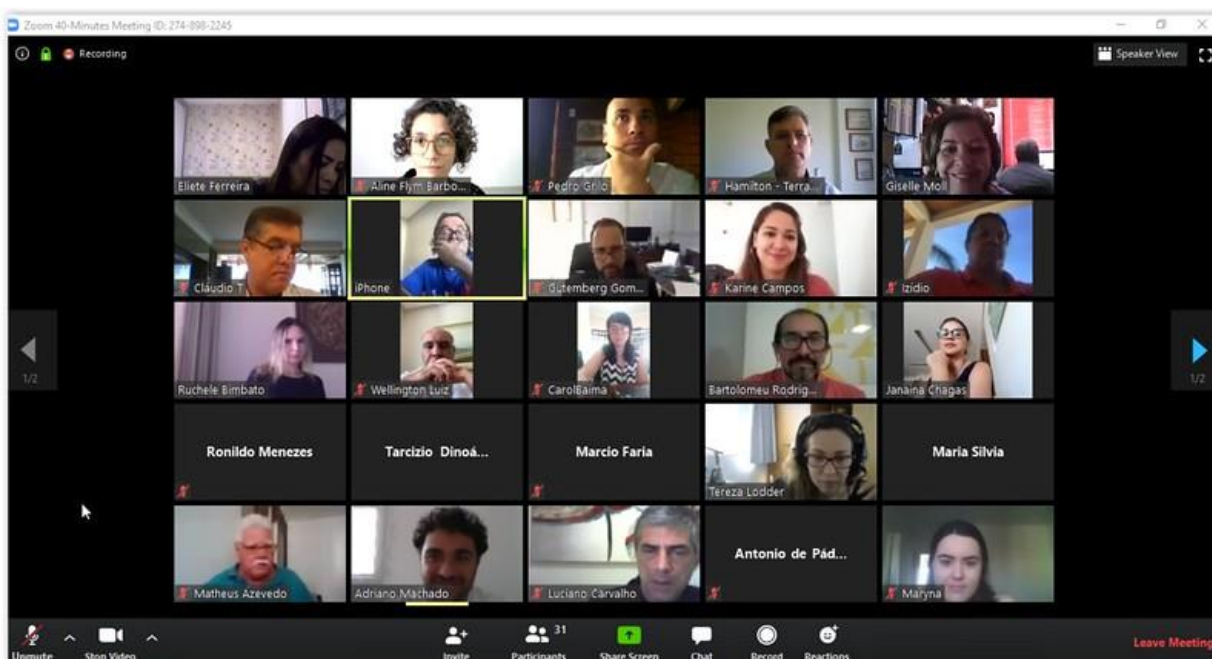 Zoom 40-Minutes Meeting ID: 274-898-2245
Recording
Speaker View
Eliete Ferreira
Aline Flym Barbo...
Pedro Grilo
Hamilton - Terra...
Giselle Moll
Cláudio T
iPhone
Gutemberg Gom...
Karine Campos
Izidio
Ruchele Bimbato
Wellington Luiz
CarolBaima
Bartolomeu Rodrig...
Janaina Chagas
1/2
1/2
Ronildo Menezes
Tarcizio Dinoá...
Marcio Faria
Tereza Lodder
Maria Silvia
Matheus Azevedo
Adriano Machado
Luciano Carvalho
Antonio de Pád...
Maryna
Unmute
Stop Video
Invite
Participants
31
Share Screen
Chat
Record
Reactions
Leave Meeting